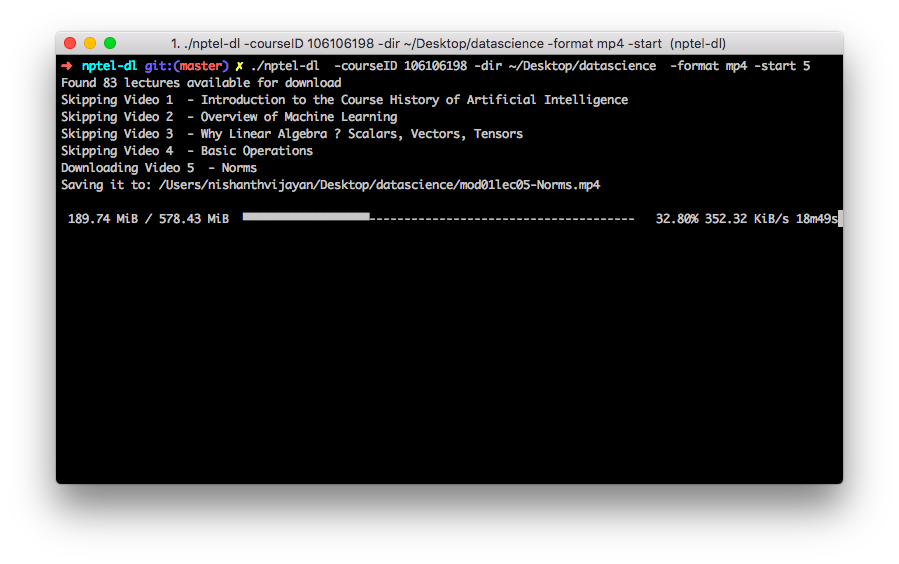 1. ./nptel-dl -courseID 106106198 -dir ~/Desktop/datascience -format mp4 -start (nptel-dl)
➜ nptel-dl git:(master) ✗ ./nptel-dl -courseID 106106198 -dir ~/Desktop/datascience -format mp4 -start 5
Found 83 lectures available for download
Skipping Video 1 - Introduction to the Course History of Artificial Intelligence
Skipping Video 2 - Overview of Machine Learning
Skipping Video 3 - Why Linear Algebra ? Scalars, Vectors, Tensors
Skipping Video 4 - Basic Operations
Downloading Video 5 - Norms
Saving it to: /Users/nishanthvijayan/Desktop/datascience/mod01lec05-Norms.mp4
189.74 MiB / 578.43 MiB 32.80% 352.32 KiB/s 18m49s